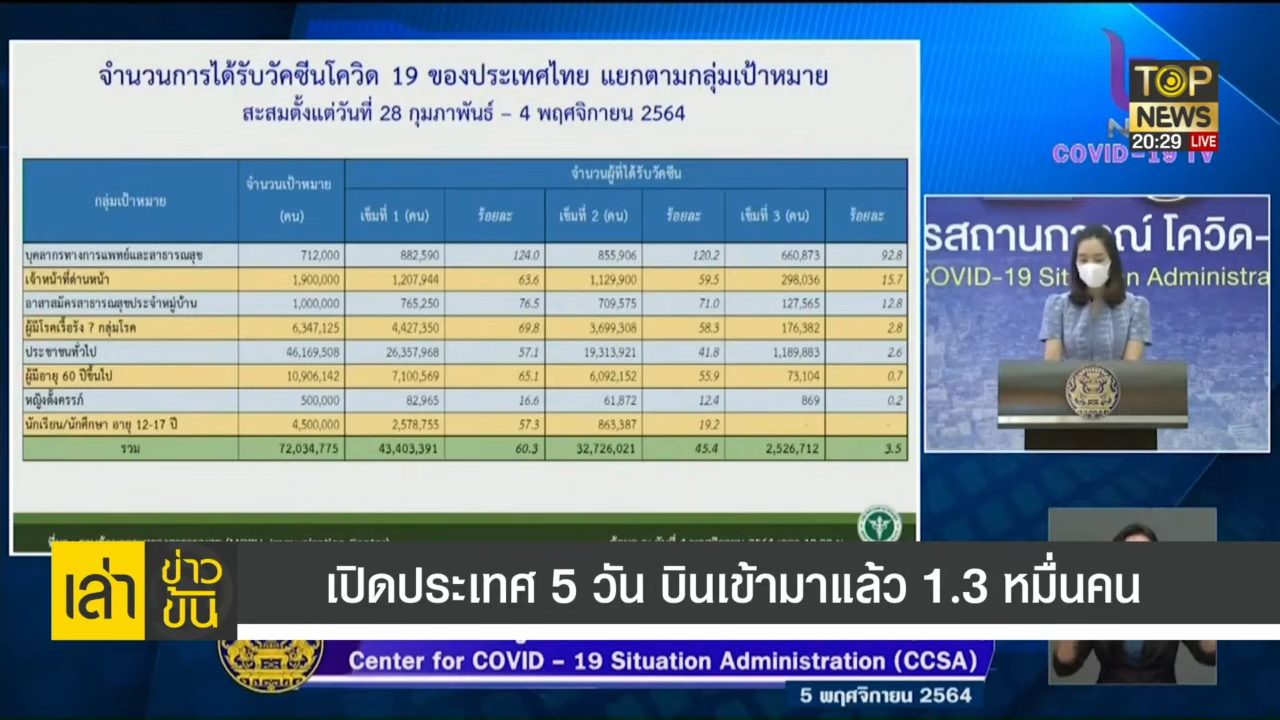 จำนวนการได้รับวัคซีนโควิด 19 ของประเทศไทย แยกตามกลุ่มเป้าหมาย
สะสมตั้งแต่วันที่ 28 กุมภาพันธ์ – 4 พฤศจิกายน 2564
กลุ่มเป้าหมาย จำนวนเป้าหมาย (คน) จำนวนผู้ที่ได้รับวัคซีน
เข็มที่ 1 (คน) ร้อยละ เข็มที่ 2 (คน) ร้อยละ เข็มที่ 3 (คน) ร้อยละ
บุคลากรทางการแพทย์และสาธารณสุข 712,000 882,590 124.0 855,906 120.2 660,873 92.8
เจ้าหน้าที่ด่านหน้า 1,900,000 1,207,944 63.6 1,129,900 59.5 298,036 15.7
อาสาสมัครสาธารณสุขประจำหมู่บ้าน 1,000,000 765,250 76.5 709,575 71.0 127,565 12.8
ผู้มีโรคเรื้อรัง 7 กลุ่มโรค 6,347,125 4,427,350 69.8 3,699,308 58.3 176,382 2.8
ประชาชนทั่วไป 46,169,508 26,357,968 57.1 19,313,921 41.8 1,189,883 2.6
ผู้มีอายุ 60 ปีขึ้นไป 10,906,142 7,100,569 65.1 6,092,152 55.9 73,104 0.7
หญิงตั้งครรภ์ 500,000 82,965 16.6 61,872 12.4 869 0.2
นักเรียน/นักศึกษา อายุ 12-17 ปี 4,500,000 2,578,755 57.3 863,387 19.2 - -
รวม 72,034,775 43,403,391 60.3 32,726,021 45.4 2,526,712 3.5
TOP
NEWS
20:29 LIVE
COVID-19 TV
รสถานการณ์ โควิด-
COVID-19 Situation Administra
เล่า
ข่าว
ข้น
เปิดประเทศ 5 วัน บินเข้ามาแล้ว 1.3 หมื่นคน
Center for COVID – 19 Situation Administration (CCSA)
5 พฤศจิกายน 2564